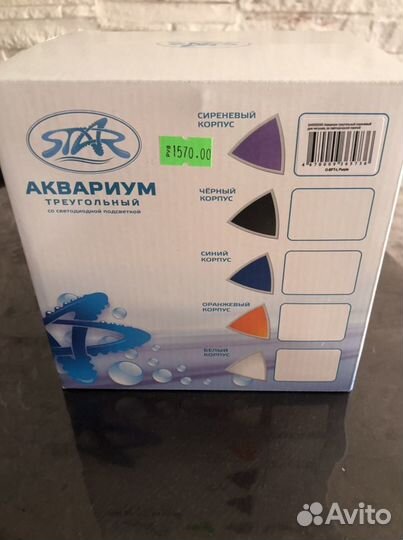 STAR
АКВАРИУМ
ТРЕУГОЛЬНЫЙ
СО СВЕТОДИОДНОЙ ПОДСВЕТКОЙ
1570.00
СИРЕНЕВЫЙ
КОРПУС
ЧЁРНЫЙ
КОРПУС
СИНИЙ
КОРПУС
ОРАНЖЕВЫЙ
КОРПУС
БЕЛЫЙ
КОРПУС
Avito